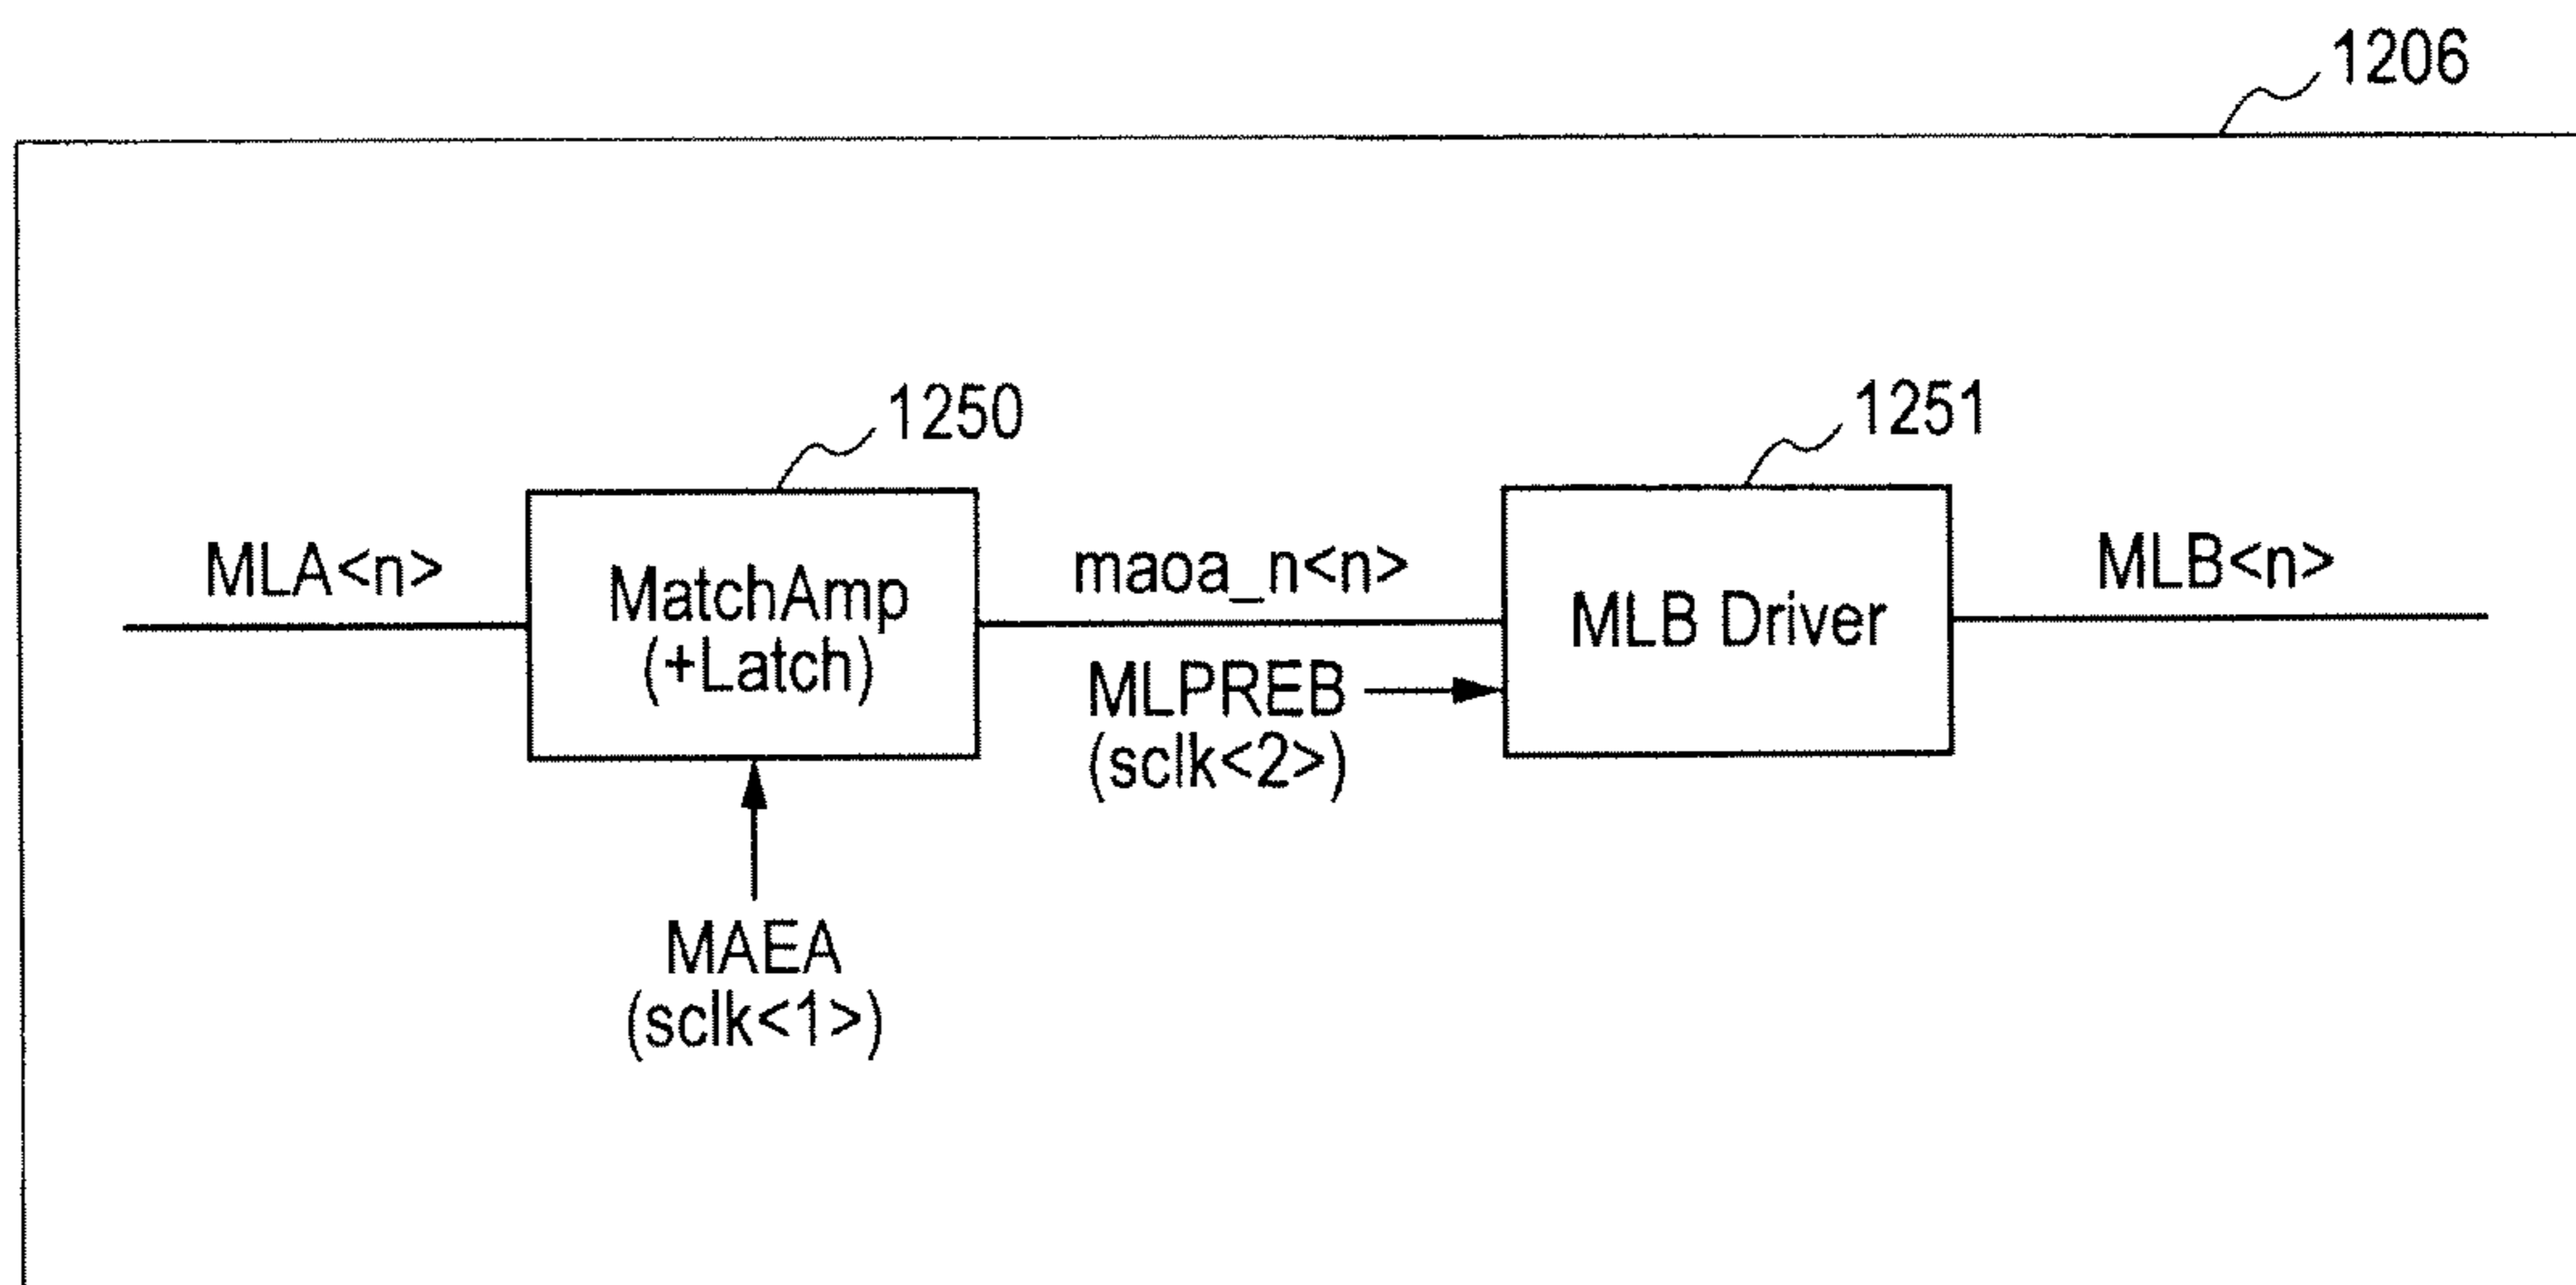 1206
1250
1251
MLA<n>
MatchAmp
(+Latch)
maoa_n<n>
MLPREB
(sclk<2>)
MLB Driver
MLB<n>
MAEA
(sclk<1>)